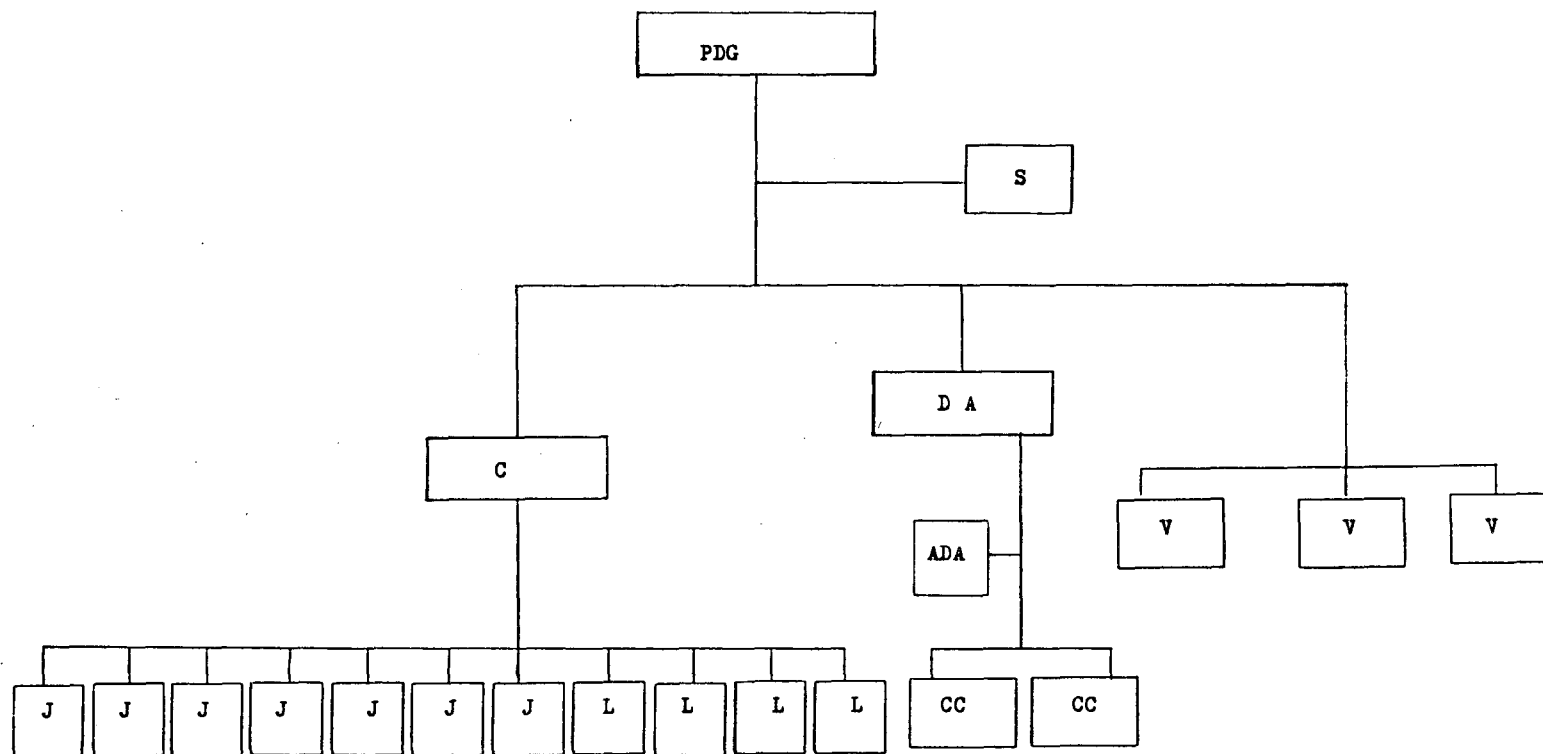 PDG
S
D A
C
V V V
ADA
J J J J J J J L L L L
CC CC